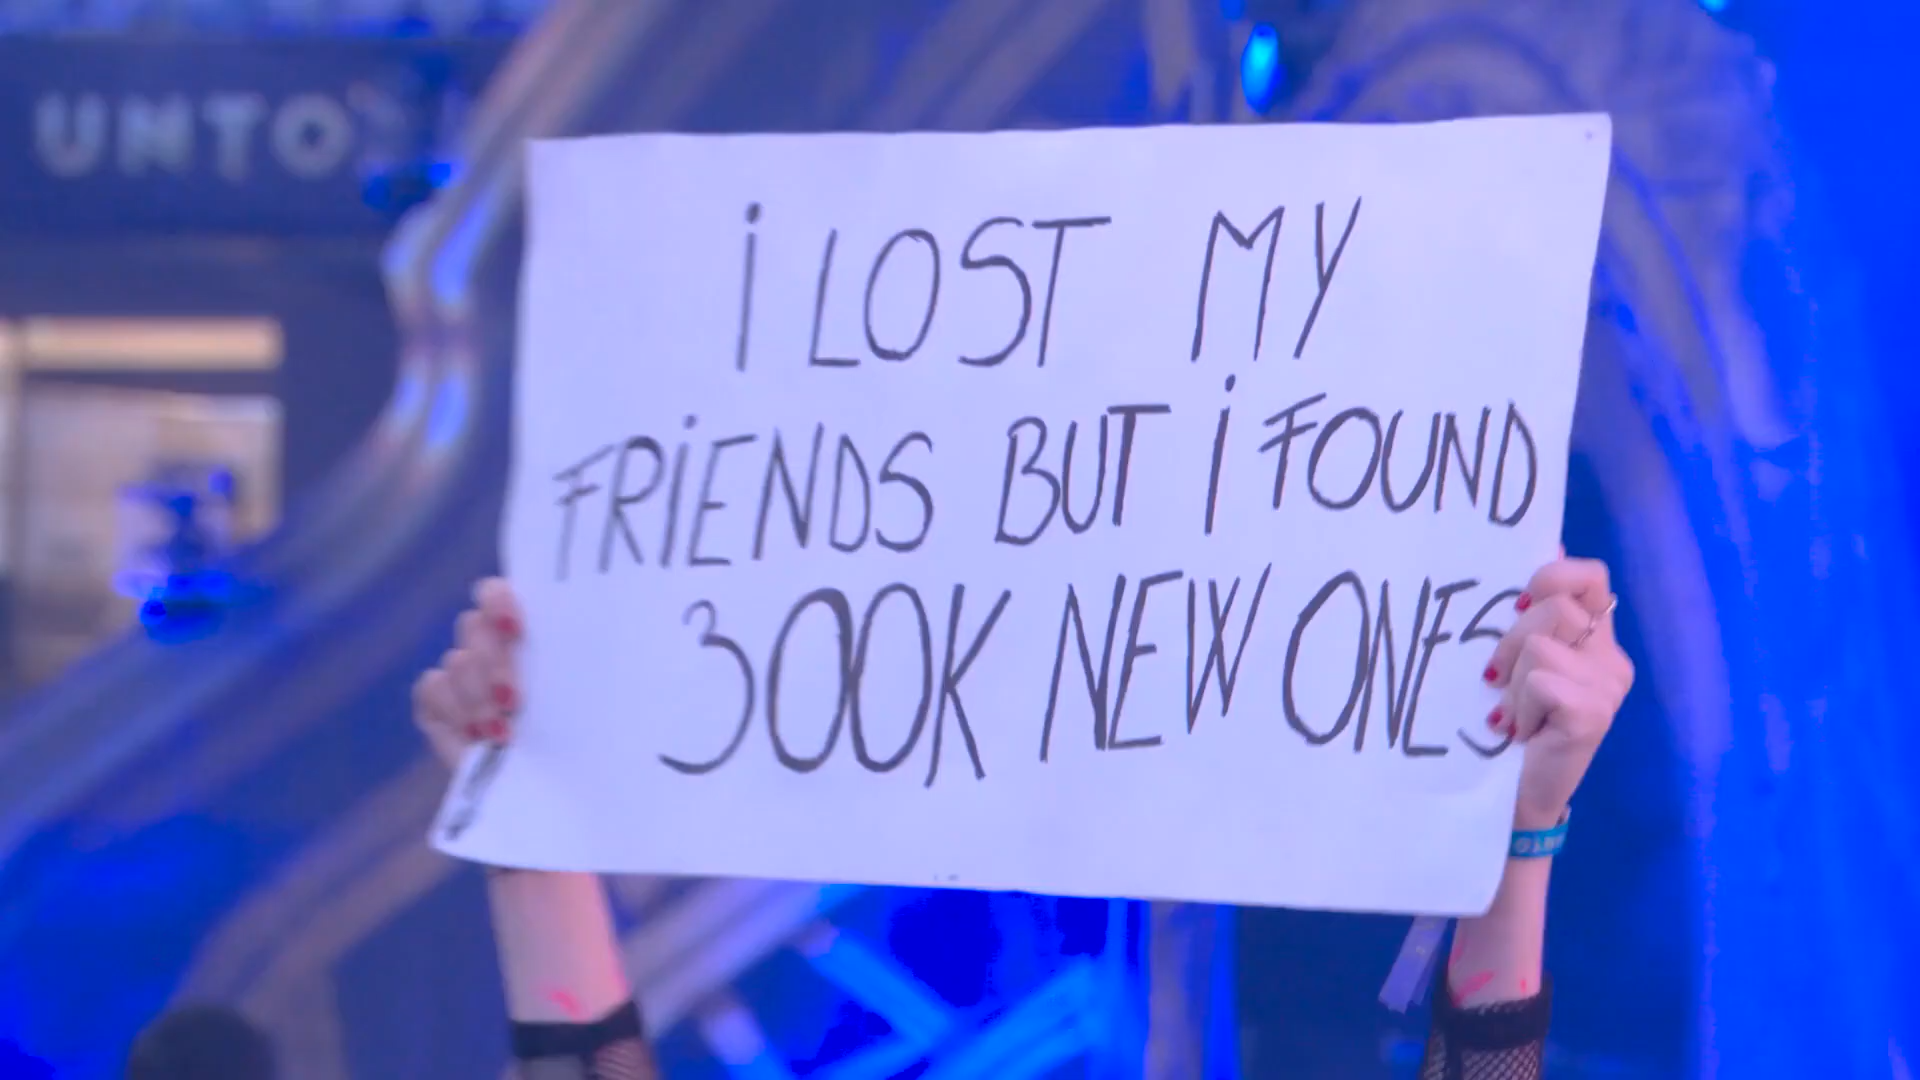 UNTO
i LOST MY
FRiENDS BUT i FOUND
300K NEW ONES